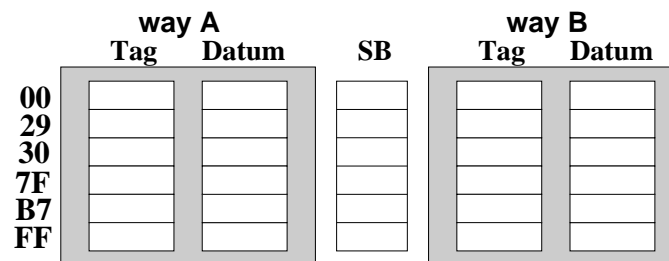 way A way B
Tag Datum SB Tag Datum
00
29
30
7F
B7
FF